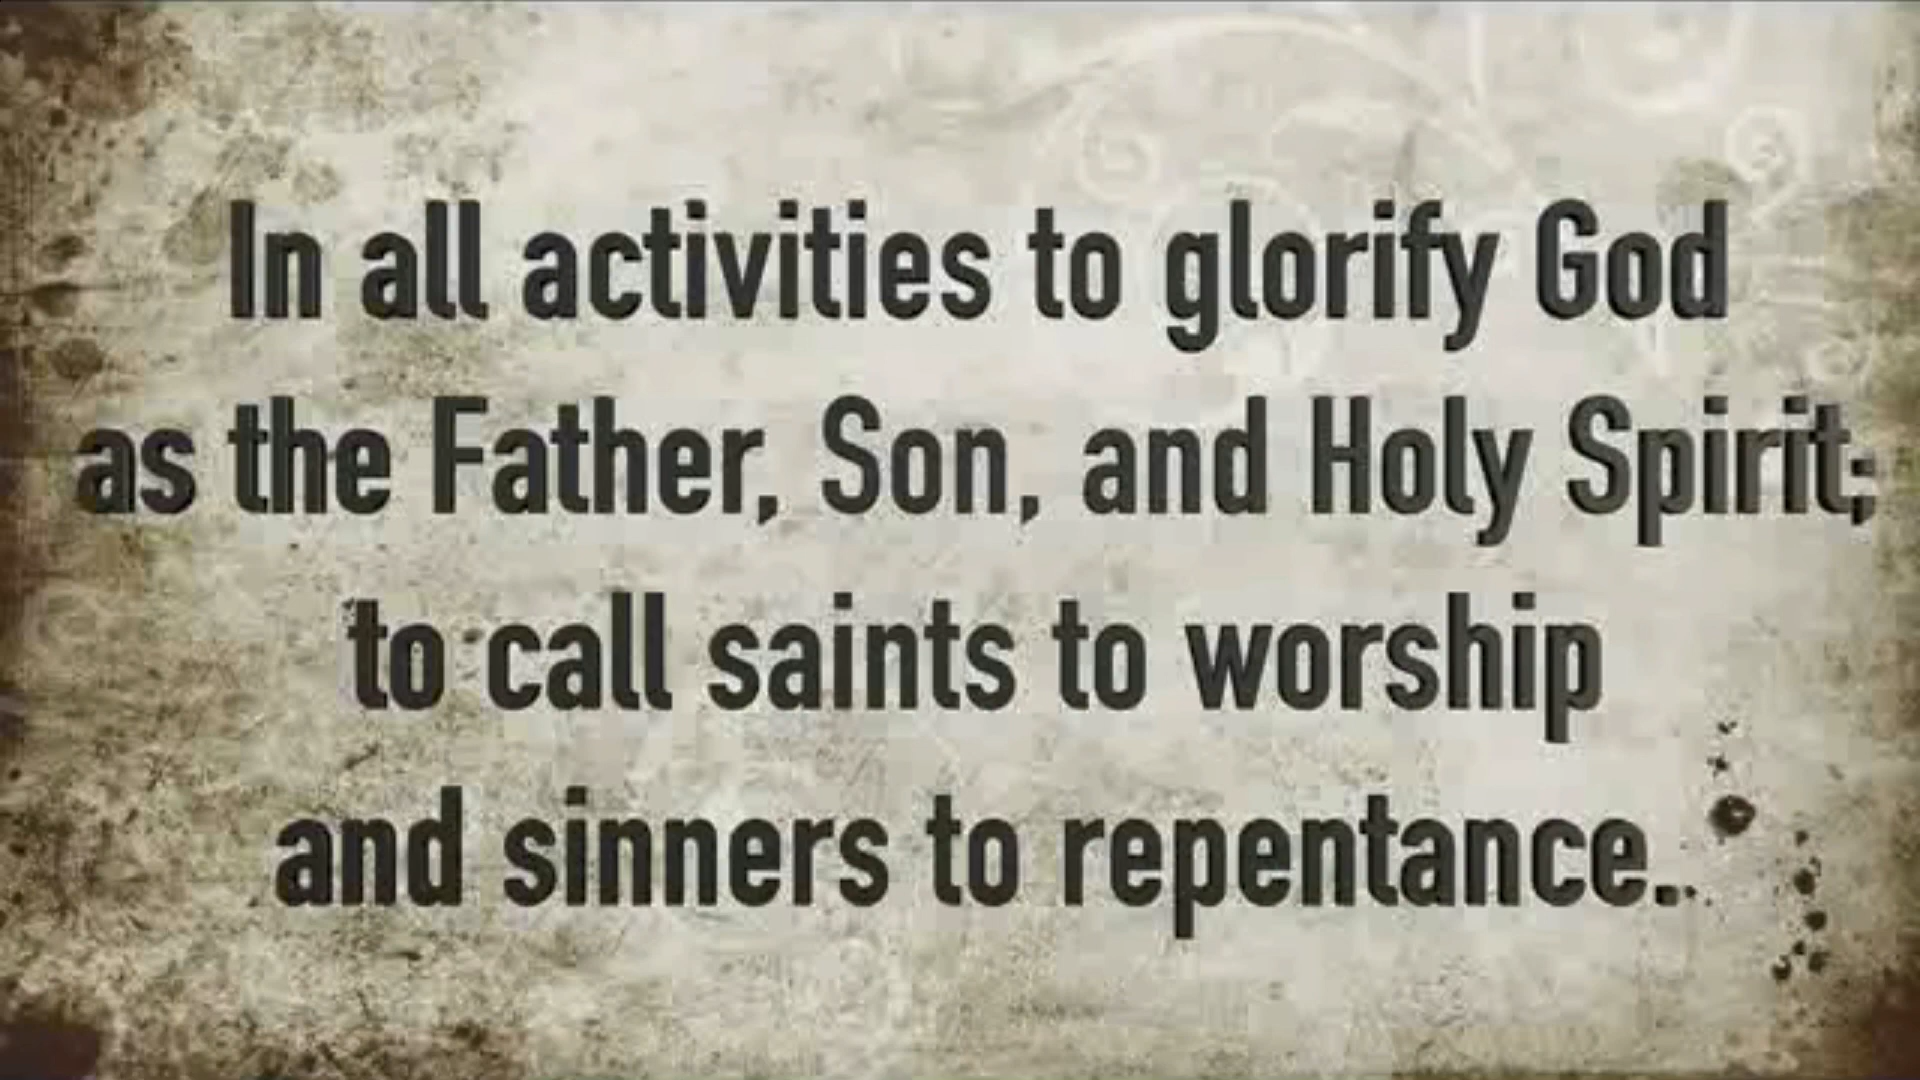 In all activities to glorify God
as the Father, Son, and Holy Spirit;
to call saints to worship
and sinners to repentance.